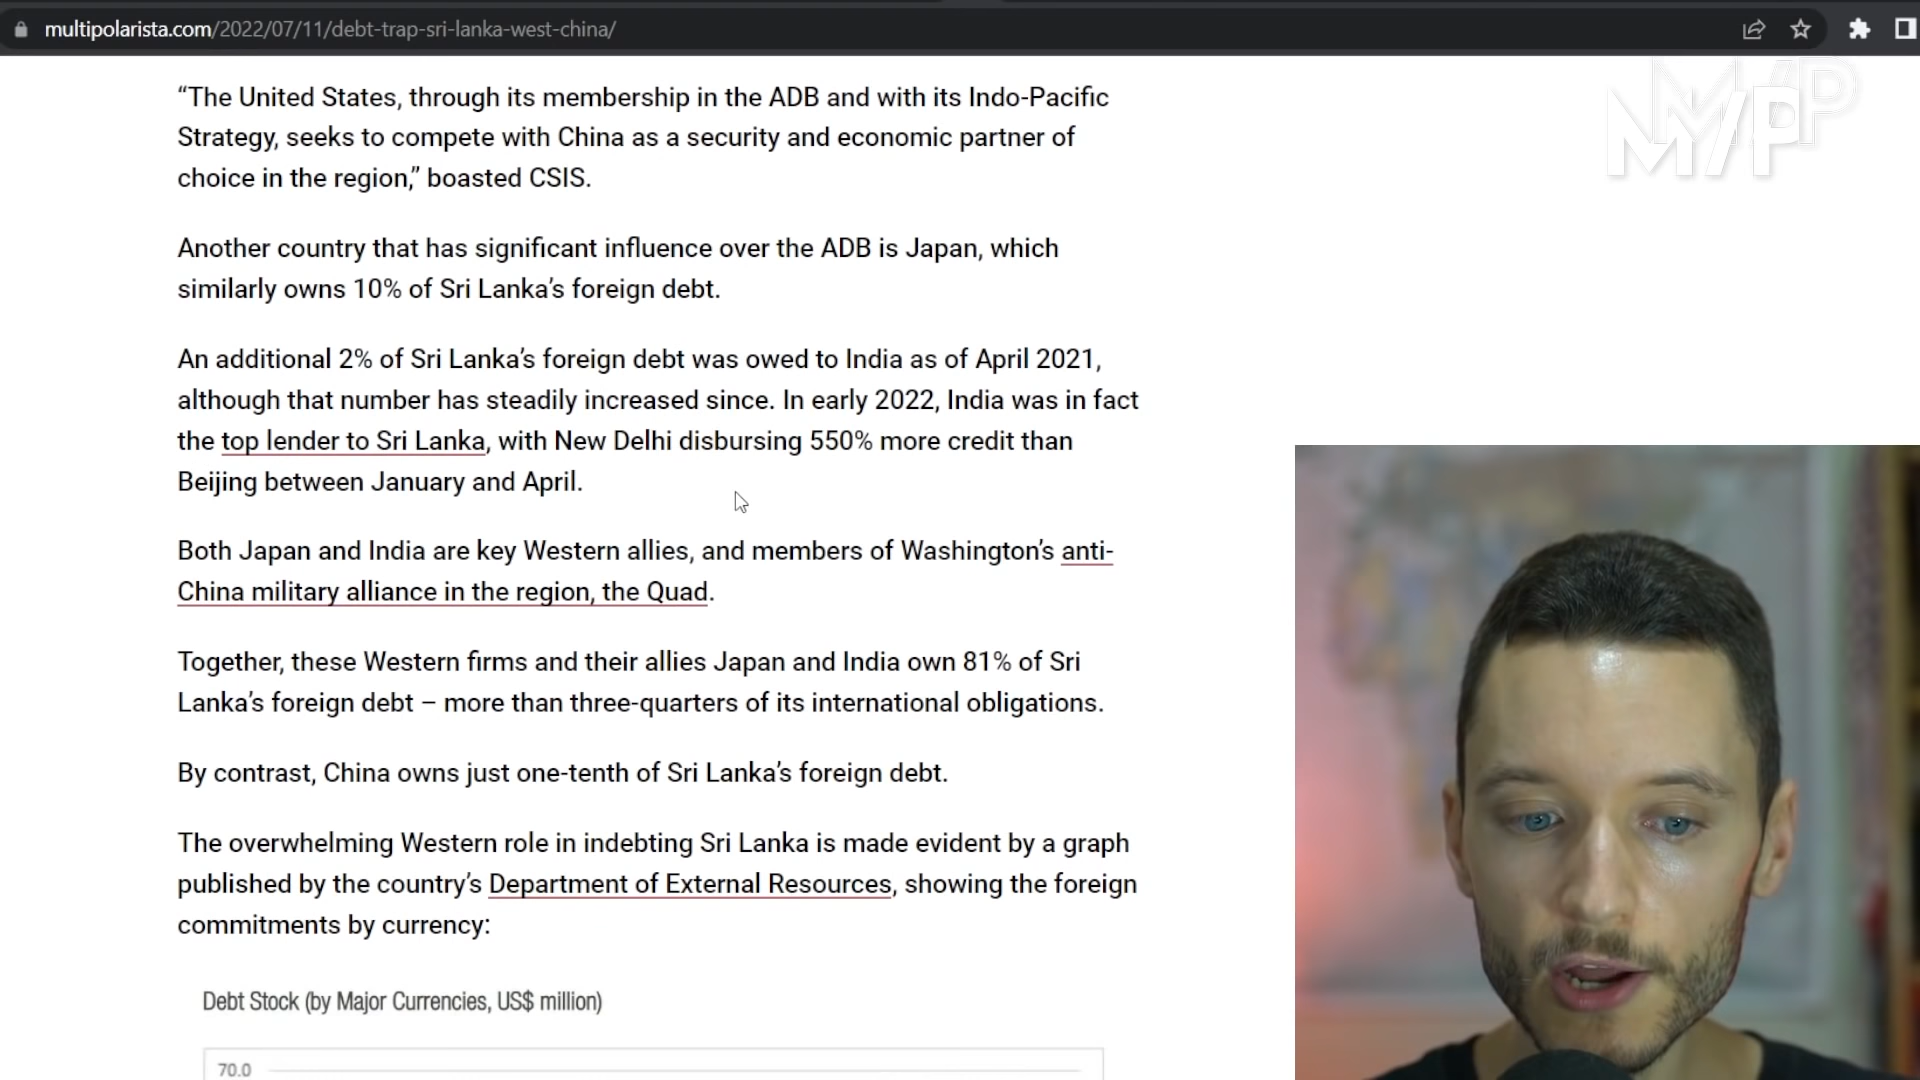 multipolarista.com/2022/07/11/debt-trap-sri-lanka-west-china/
M/P
“The United States, through its membership in the ADB and with its Indo-Pacific
Strategy, seeks to compete with China as a security and economic partner of
choice in the region,” boasted CSIS.
Another country that has significant influence over the ADB is Japan, which
similarly owns 10% of Sri Lanka’s foreign debt.
An additional 2% of Sri Lanka’s foreign debt was owed to India as of April 2021,
although that number has steadily increased since. In early 2022, India was in fact
the top lender to Sri Lanka, with New Delhi disbursing 550% more credit than
Beijing between January and April.
Both Japan and India are key Western allies, and members of Washington’s anti-
China military alliance in the region, the Quad.
Together, these Western firms and their allies Japan and India own 81% of Sri
Lanka’s foreign debt – more than three-quarters of its international obligations.
By contrast, China owns just one-tenth of Sri Lanka’s foreign debt.
The overwhelming Western role in indebting Sri Lanka is made evident by a graph
published by the country’s Department of External Resources, showing the foreign
commitments by currency:
Debt Stock (by Major Currencies, US$ million)
70.0